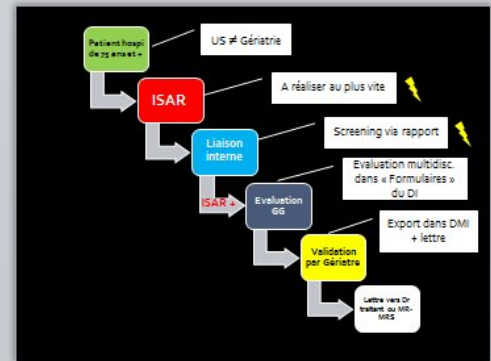 Patient hospi
de 75 ans et +
US ≠ Gériatrie
ISAR
A réaliser au plus vite
Liaison
interne
Screening via rapport
ISAR +
Evaluation
GG
Evaluation multidisc.
dans « Formulaires »
du DI
Validation
par Gériatre
Export dans DMI
+ lettre
Lettre vers Dr
traitant ou MR-
MRS